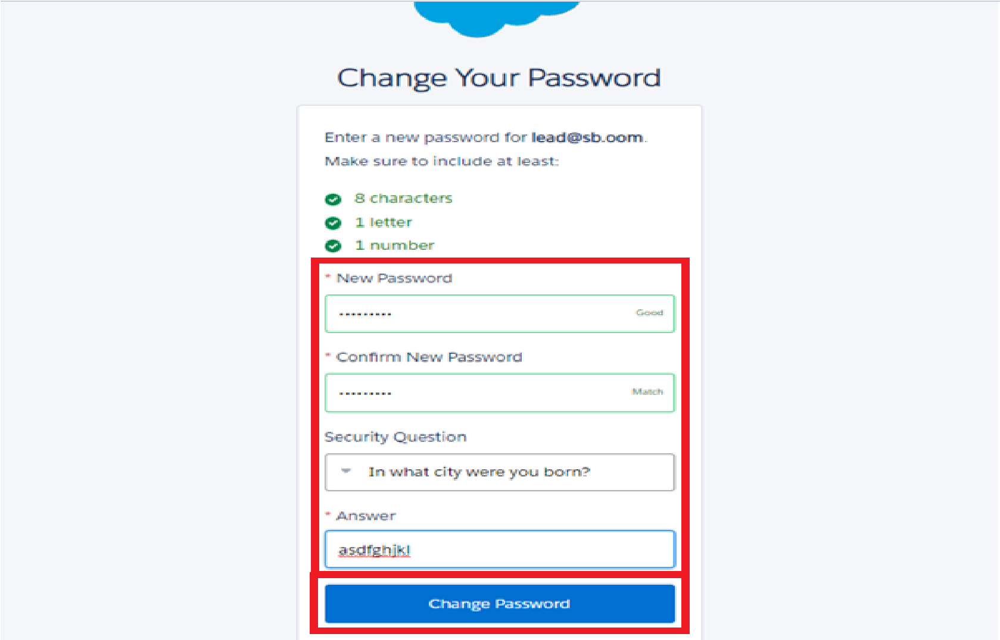 Change Your Password
Enter a new password for lead@sb.oom.
Make sure to include at least:
8 characters
1 letter
1 number
* New Password
••••••••• Good
* Confirm New Password
••••••••• Match
Security Question
In what city were you born?
* Answer
asdfghjkl
Change Password